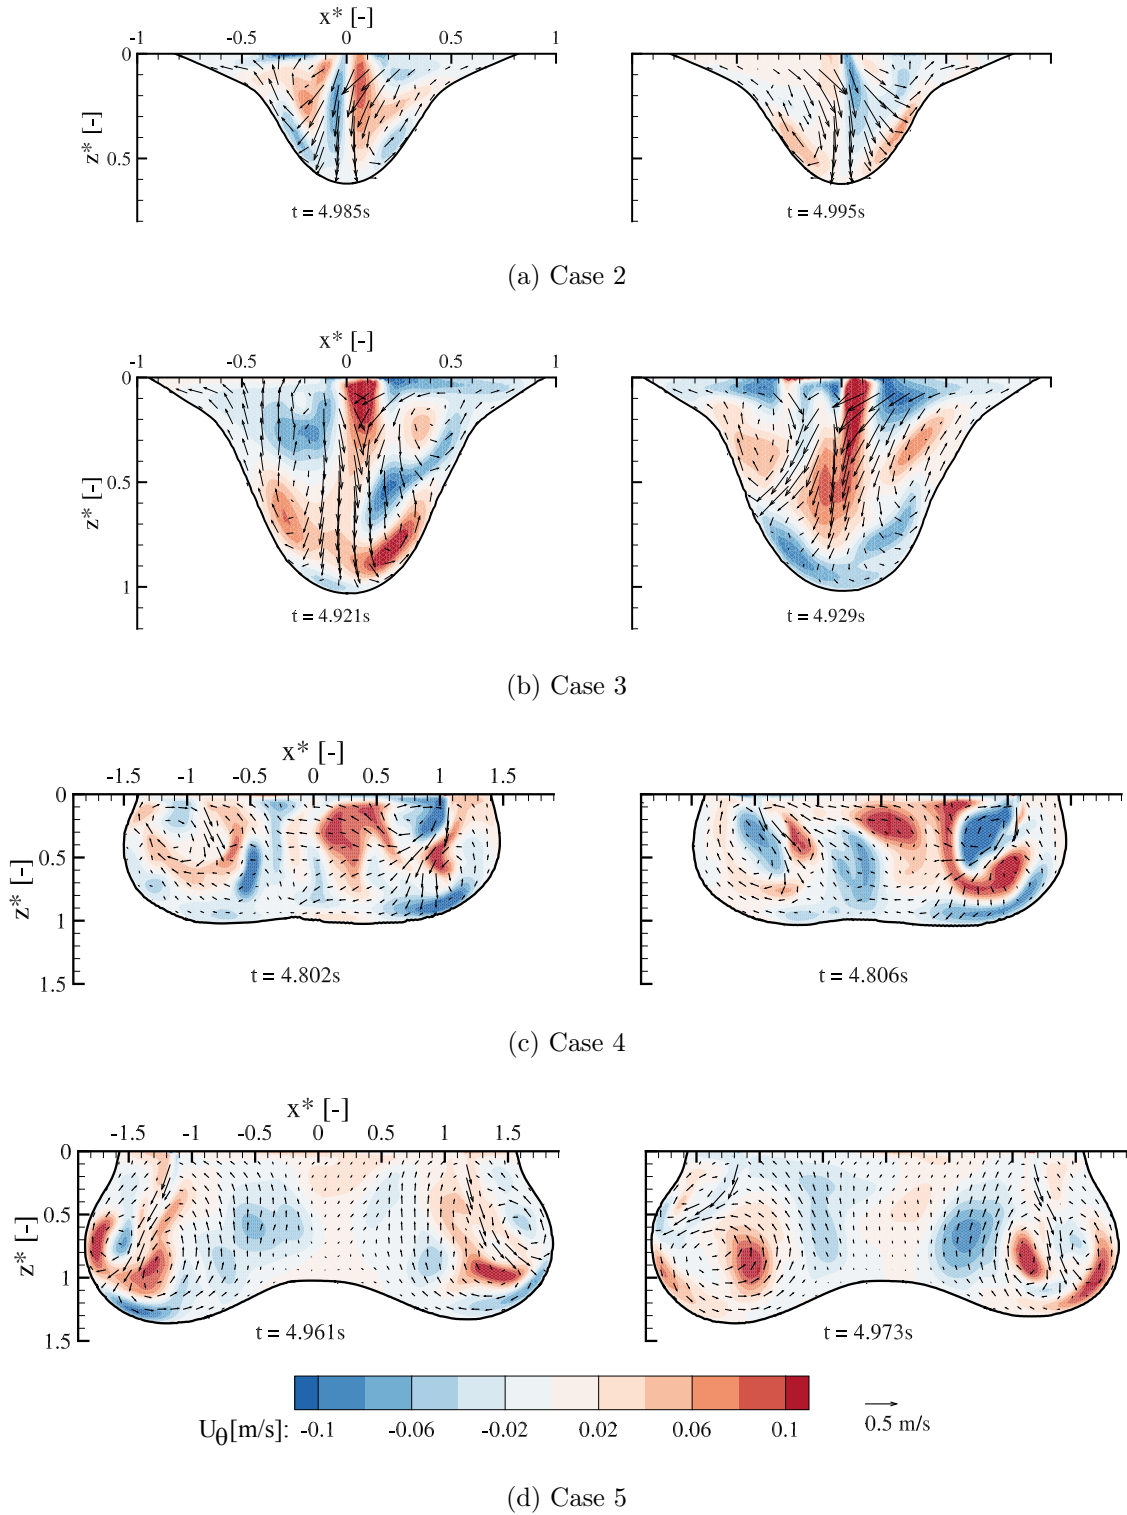 x* [-]
-1 -0.5 0 0.5 1
0
0.5
z* [-]
t = 4.985s
t = 4.995s
(a) Case 2
x* [-]
-1 -0.5 0 0.5 1
0
0.5
1
z* [-]
t = 4.921s
t = 4.929s
(b) Case 3
x* [-]
-1.5 -1 -0.5 0 0.5 1 1.5
0
0.5
1
1.5
z* [-]
t = 4.802s
t = 4.806s
(c) Case 4
x* [-]
-1.5 -1 -0.5 0 0.5 1 1.5
0
0.5
1
1.5
z* [-]
t = 4.961s
t = 4.973s
Uθ[m/s]: -0.1 -0.06 -0.02 0.02 0.06 0.1
0.5 m/s
(d) Case 5